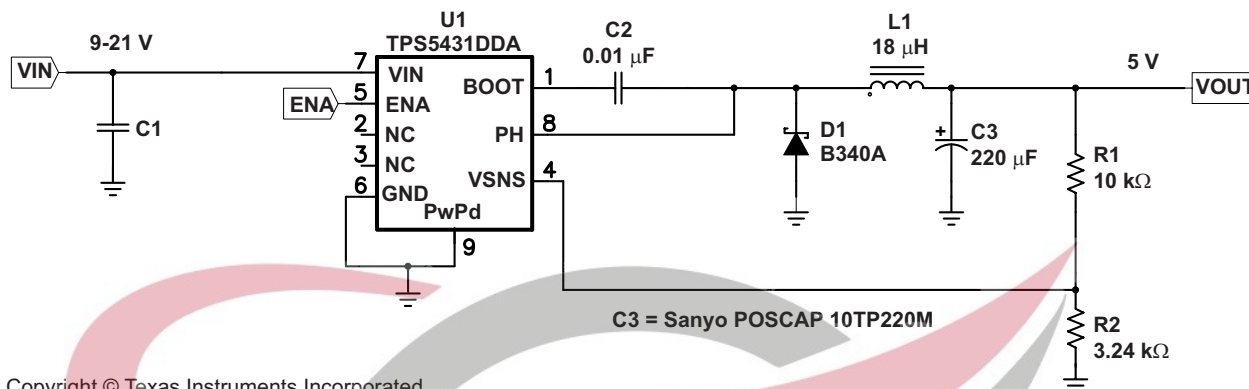 U1
TPS5431DDA
9-21 V
VIN
ENA
7 VIN
5 ENA
2 NC
3 NC
6 GND
PwPd
9
BOOT 1
PH 8
VSNS 4
C1
C2
0.01 μF
L1
18 μH
5 V
VOUT
D1
B340A
+
C3
220 μF
R1
10 kΩ
C3 = Sanyo POSCAP 10TP220M
R2
3.24 kΩ
Copyright © Texas Instruments Incorporated